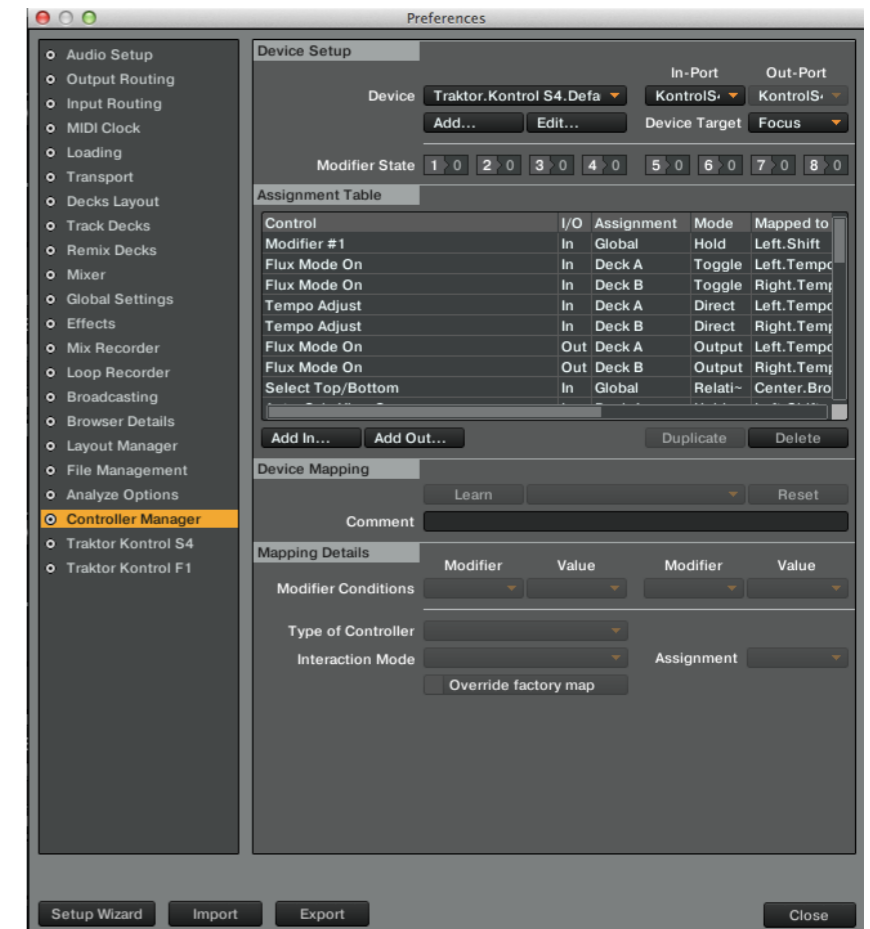 Preferences
Audio Setup
Output Routing
Input Routing
MIDI Clock
Loading
Transport
Decks Layout
Track Decks
Remix Decks
Mixer
Global Settings
Effects
Mix Recorder
Loop Recorder
Broadcasting
Browser Details
Layout Manager
File Management
Analyze Options
Controller Manager
Traktor Kontrol S4
Traktor Kontrol F1
Device Setup
In-Port Out-Port
Device Traktor.Kontrol S4.Defa KontrolS KontrolS
Add... Edit... Device Target Focus
Modifier State 1 0 2 0 3 0 4 0 5 0 6 0 7 0 8 0
Assignment Table
Control I/O Assignment Mode Mapped to
Modifier #1 In Global Hold Left.Shift
Flux Mode On In Deck A Toggle Left.Tempo
Flux Mode On In Deck B Toggle Right.Temp
Tempo Adjust In Deck A Direct Left.Tempo
Tempo Adjust In Deck B Direct Right.Temp
Flux Mode On Out Deck A Output Left.Tempo
Flux Mode On Out Deck B Output Right.Temp
Select Top/Bottom In Global Relati~ Center.Bro
Add In... Add Out... Duplicate Delete
Device Mapping
Learn Reset
Comment
Mapping Details
Modifier Value Modifier Value
Modifier Conditions
Type of Controller
Interaction Mode Assignment
Override factory map
Setup Wizard Import Export Close